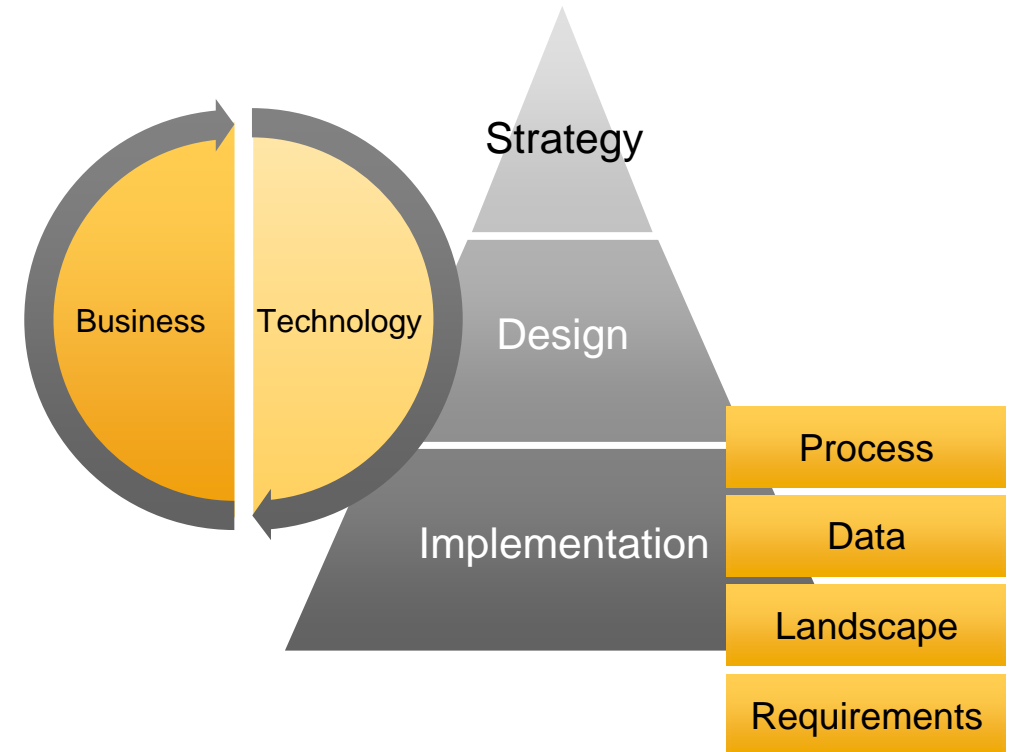 Strategy
Business
Technology
Design
Process
Data
Implementation
Landscape
Requirements